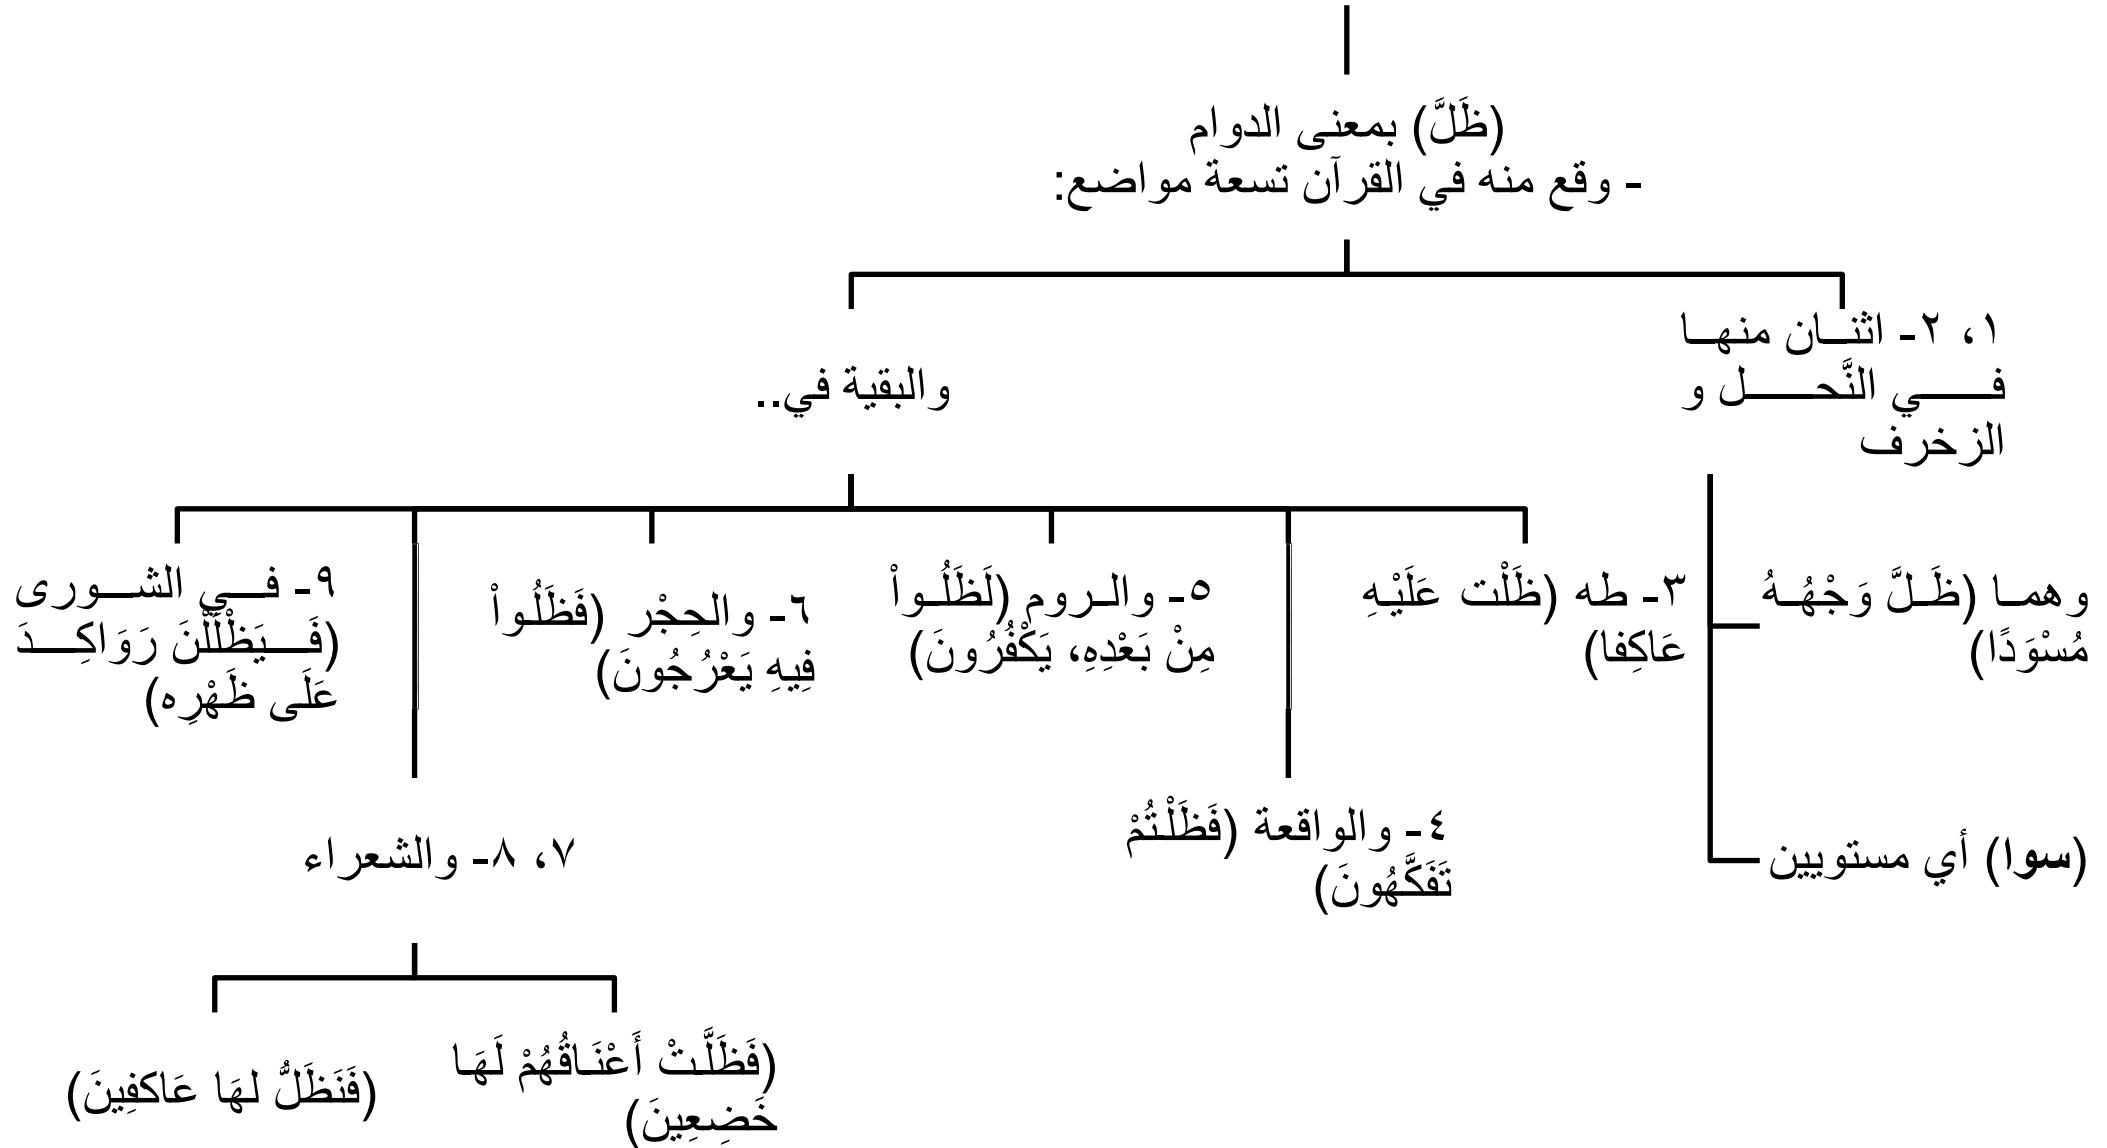 (ظَلَّ) بمعنى الدوام
- وقع منه في القرآن تسعة مواضع:
١، ٢- اثنان منها
في النَّحل و
الزخرف
والبقية في..
وهما (ظَلَّ وَجْهُهُ
مُسْوَدًا)
(سوا) أي مستويين
٣- طه (ظَلْت عَلَيْهِ
عَاكِفا)
٤- والواقعة (فَظَلْتُمْ
تَفَكَّهُونَ)
٥- والروم (لَظَلُّواْ
مِنْ بَعْدِهِ، يَكْفُرُونَ)
٦- والحِجْر (فَظَلُّواْ
فِيهِ يَعْرُجُونَ)
٧، ٨- والشعراء
(فَظَلَّتْ أَعْنَاقُهُمْ لَهَا
خَضِعِينَ)
(فَنَظَلُّ لهَا عَاكفِينَ)
٩- في الشورى
(فَيَظْلَلْنَ رَوَاكِدَ
عَلَى ظَهْرِه)